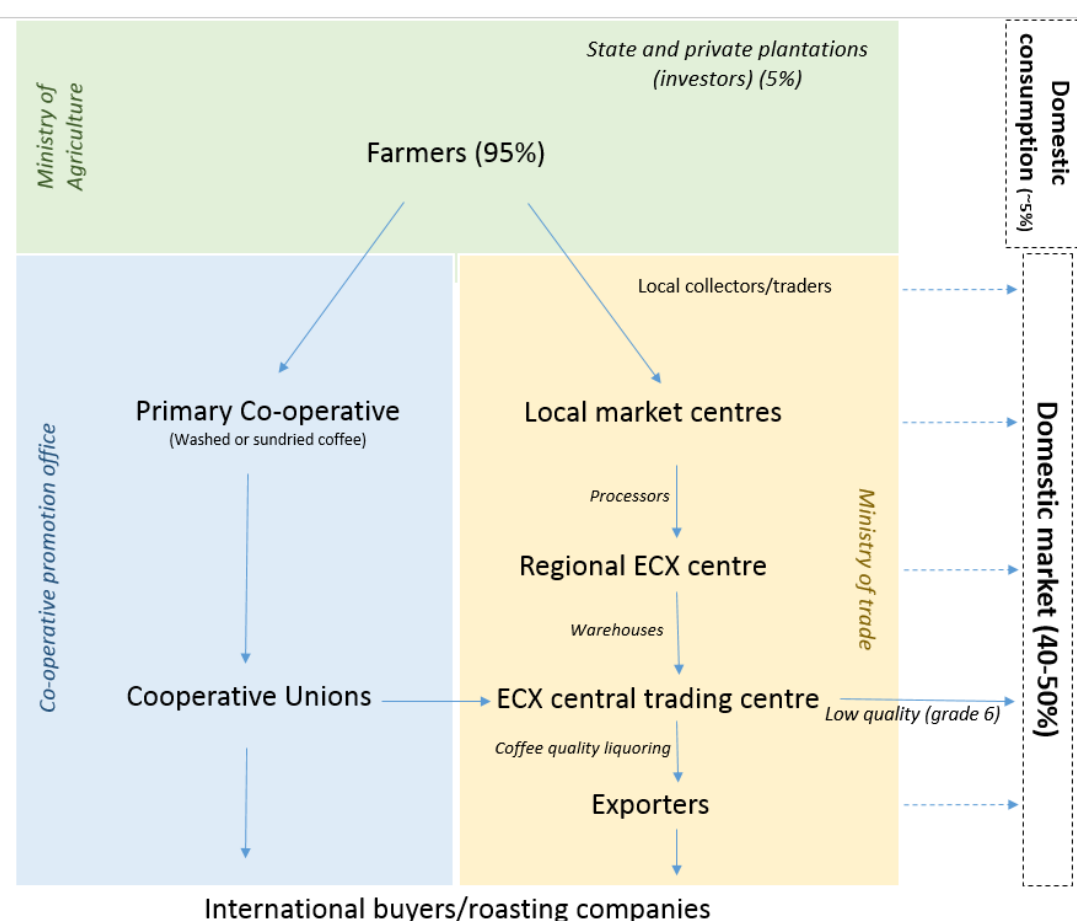 State and private plantations
(investors) (5%)
Ministry of
Agriculture
Farmers (95%)
Domestic
consumption (~5%)
Local collectors/traders
Primary Co-operative
(Washed or sundried coffee)
Local market centres
Co-operative promotion office
Processors
Ministry of trade
Domestic market (40-50%)
Regional ECX centre
Warehouses
Cooperative Unions
ECX central trading centre
Low quality (grade 6)
Coffee quality liquoring
Exporters
International buyers/roasting companies